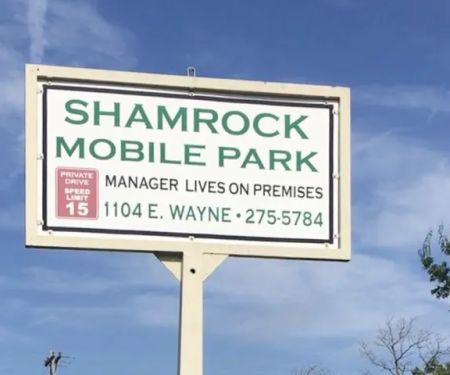 SHAMROCK
MOBILE PARK
PRIVATE
DRIVE
SPEED
LIMIT
15
MANAGER LIVES ON PREMISES
1104 E. WAYNE • 275-5784